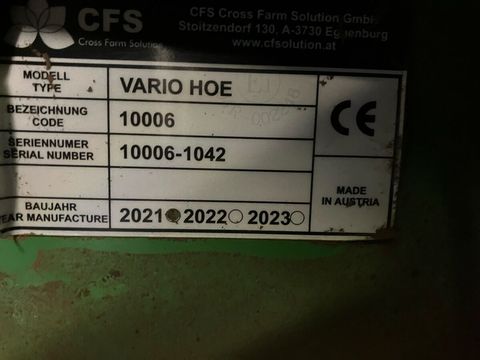 CFS
Cross Farm Solution
CFS Cross Farm Solution GmbH
Stoitzendorf 130, A-3730 Eggenburg
www.cfsolution.at
MODELL
TYPE
VARIO HOE
BEZEICHNUNG
CODE
10006
SERIENNUMER
SERIAL NUMBER
10006-1042
BAUJAHR
YEAR MANUFACTURE
2021 2022 2023
CE
MADE
IN AUSTRIA